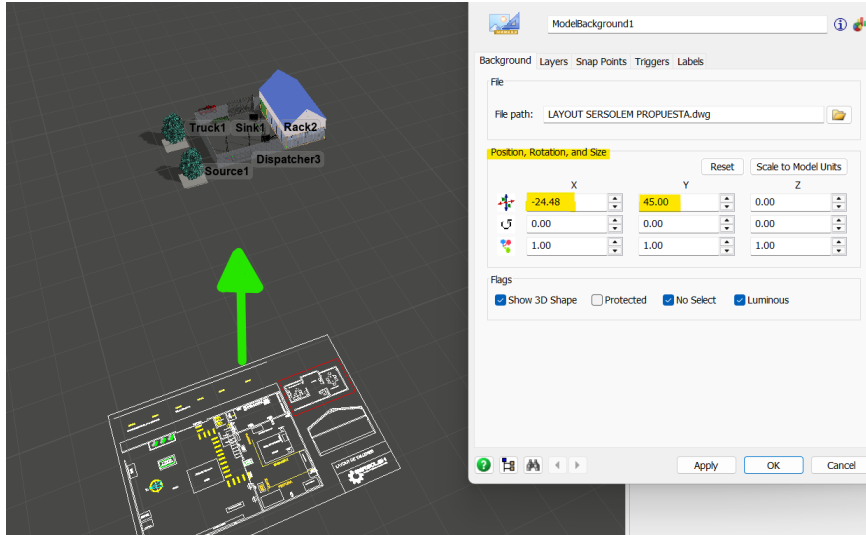 ModelBackground1
Background Layers Snap Points Triggers Labels
File
File path: LAYOUT SERSOLEM PROPUESTA.dwg
Position, Rotation, and Size
Reset Scale to Model Units
X Y Z
-24.48 45.00 0.00
0.00 0.00 0.00
1.00 1.00 1.00
Flags
Show 3D Shape Protected No Select Luminous
Apply OK Cancel
Truck1 Sink1 Rack2
Dispatcher3
Source1
LAYOUT DE TALLERES